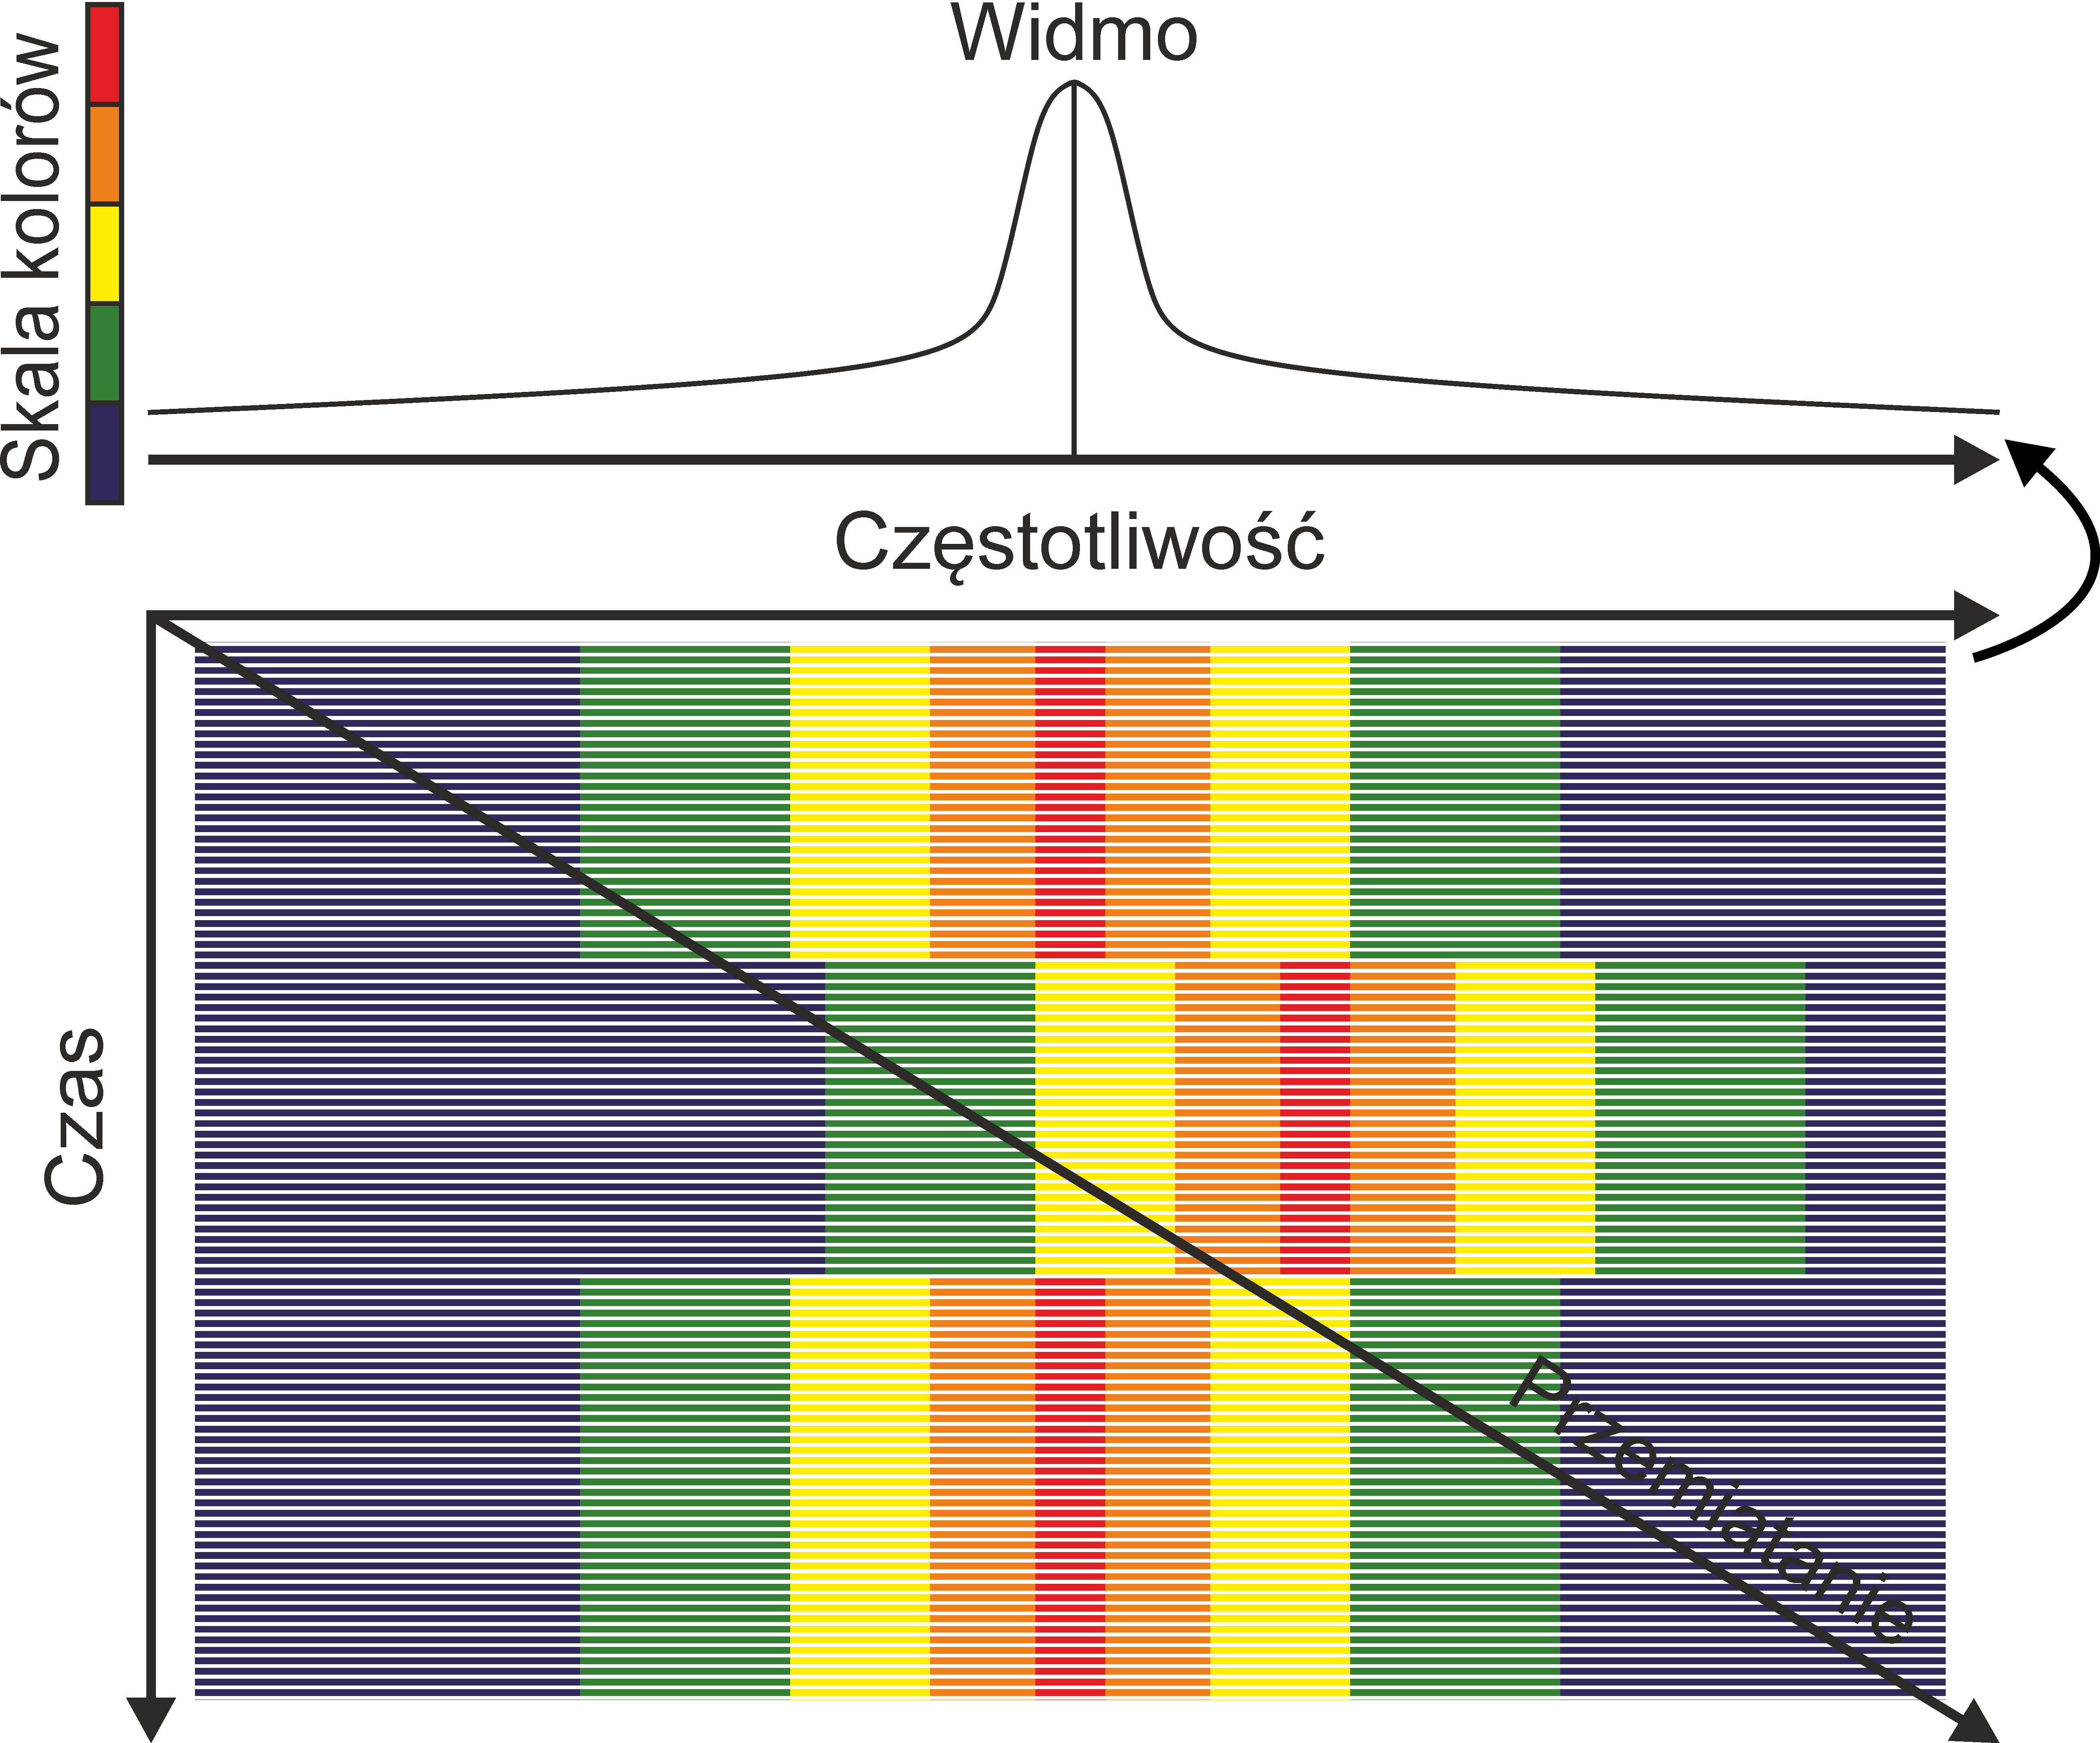 Widmo
Skala kolorów
Częstotliwość
Czas
Przemiatanie